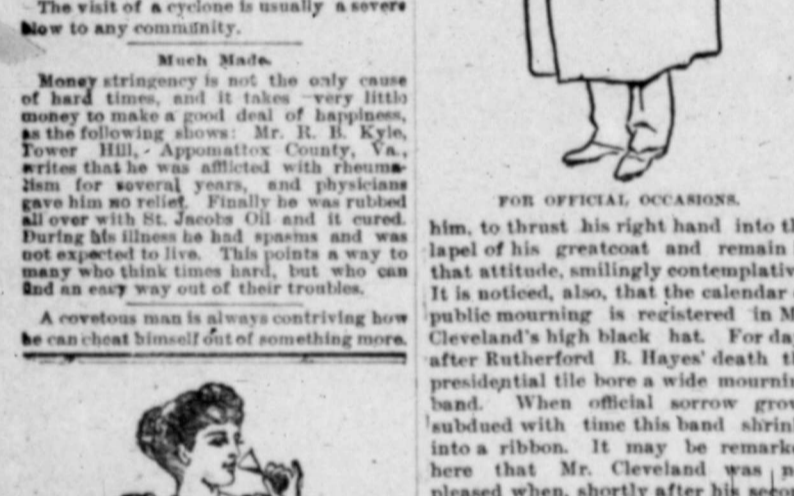 The visit of a cyclone is usually a severe
blow to any community.
Much Made.
Money stringency is not the only cause
of hard times, and it takes very little
money to make a good deal of happiness,
as the following shows: Mr. R. B. Kyle,
Tower Hill, Appomattox County, Va.,
writes that he was afflicted with rheuma-
tism for several years, and physicians
gave him no relief. Finally he was rubbed
all over with St. Jacobs Oil and it cured.
During his illness he had spasms and was
not expected to live. This points a way to
many who think times hard, but who can
find an easy way out of their troubles.
A covetous man is always contriving how
he can cheat himself out of something more.
FOR OFFICIAL OCCASIONS.
him, to thrust his right hand into th
lapel of his greatcoat and remain
that attitude, smilingly contemplativ
It is noticed, also, that the calendar
public mourning is registered in M
Cleveland's high black hat. For da
after Rutherford B. Hayes' death th
presidential tile bore a wide mourni
band. When official sorrow grow
subdued with time this band shrink
into a ribbon. It may be remarke
here that Mr. Cleveland was n
pleased when, shortly after his secon